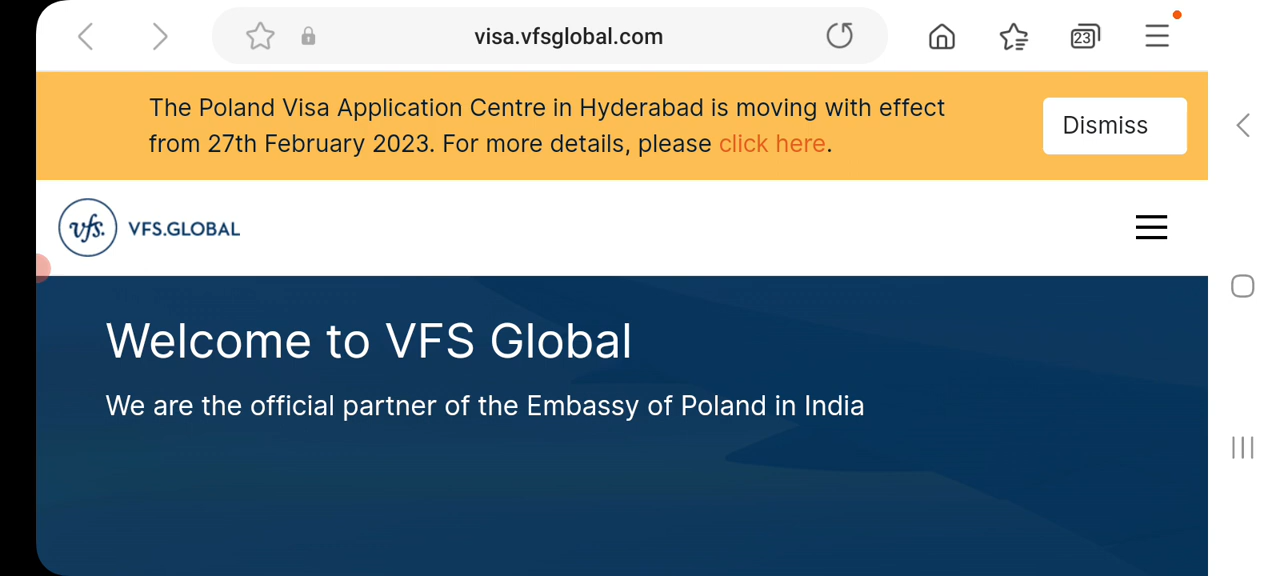 visa.vfsglobal.com
23
The Poland Visa Application Centre in Hyderabad is moving with effect
from 27th February 2023. For more details, please click here.
Dismiss
vfs. VFS.GLOBAL
Welcome to VFS Global
We are the official partner of the Embassy of Poland in India